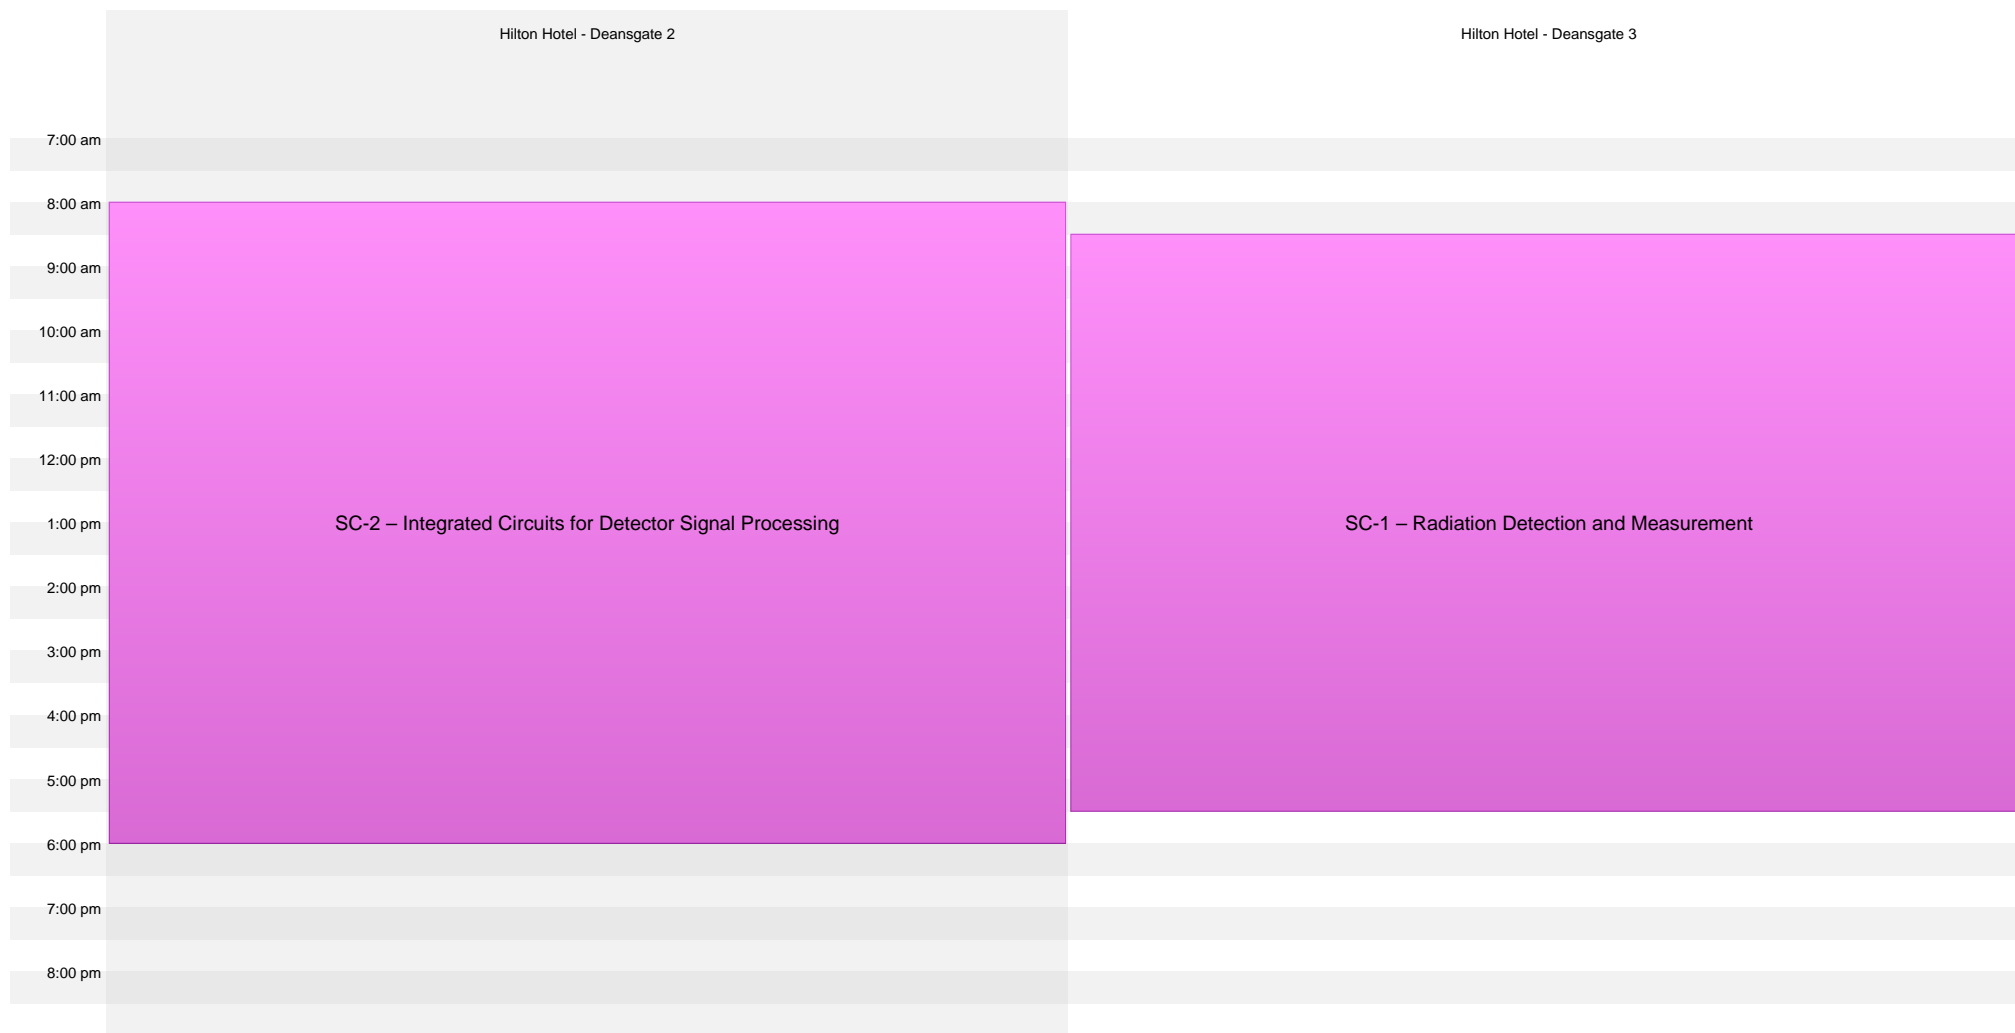 Hilton Hotel - Deansgate 2
Hilton Hotel - Deansgate 3
7:00 am
8:00 am
9:00 am
10:00 am
11:00 am
12:00 pm
SC-2 – Integrated Circuits for Detector Signal Processing
SC-1 – Radiation Detection and Measurement
1:00 pm
2:00 pm
3:00 pm
4:00 pm
5:00 pm
6:00 pm
7:00 pm
8:00 pm